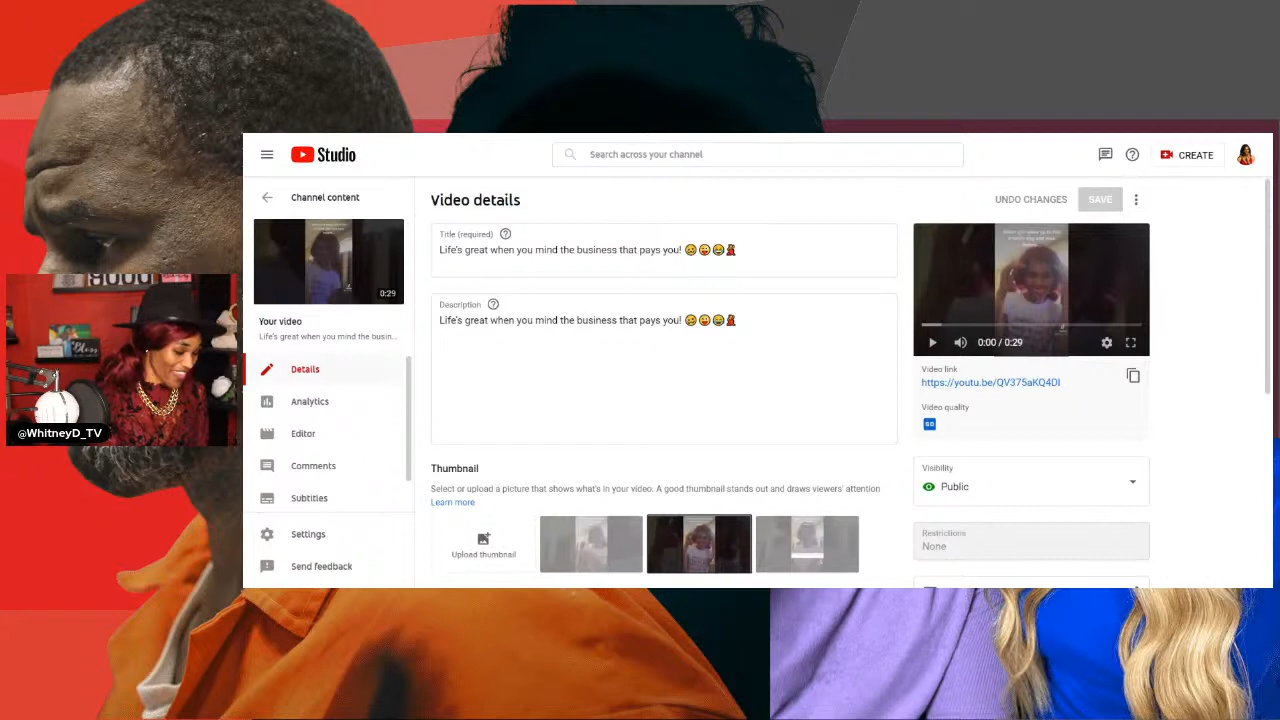 Studio
Search across your channel
CREATE
Channel content
0:29
Your video
Life's great when you mind the busin...
Details
Analytics
Editor
Comments
Subtitles
Settings
Send feedback
Video details
UNDO CHANGES
SAVE
Title (required)
Life's great when you mind the business that pays you! 😆😛😂💃🏾
Description
Life's great when you mind the business that pays you! 😆😛😂💃🏾
Thumbnail
Select or upload a picture that shows what's in your video. A good thumbnail stands out and draws viewers' attention
Learn more
Upload thumbnail
0:00 / 0:29
Video link
https://youtu.be/QV375aKQ4DI
Video quality
SD
Visibility
Public
Restrictions
None
@WhitneyD_TV